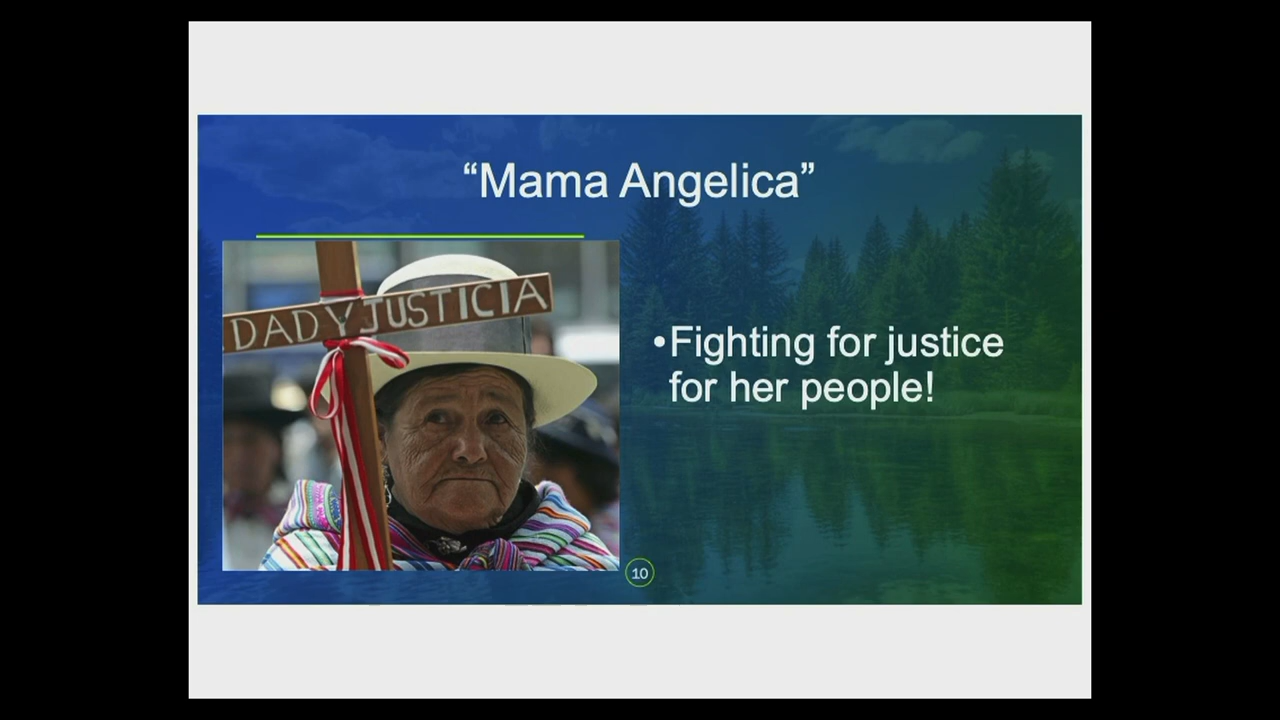 “Mama Angelica”
DAD Y JUSTICIA
•Fighting for justice
for her people!
10